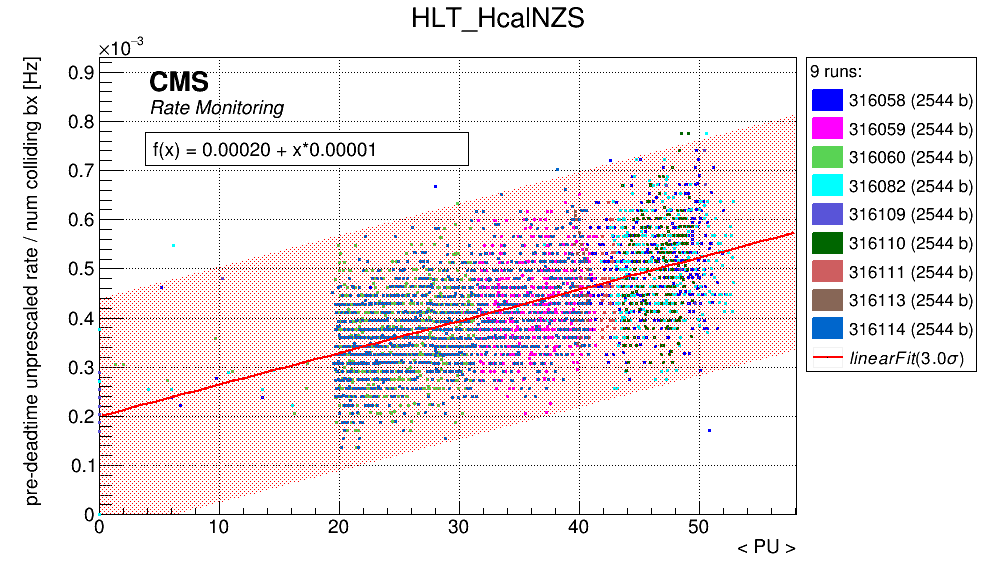 HLT_HcalNZS
×10⁻³
pre-deadtime unprescaled rate / num colliding bx [Hz]
0.9
0.8
0.7
0.6
0.5
0.4
0.3
0.2
0.1
0
CMS
Rate Monitoring
f(x) = 0.00020 + x*0.00001
0 10 20 30 40 50
< PU >
9 runs:
316058 (2544 b)
316059 (2544 b)
316060 (2544 b)
316082 (2544 b)
316109 (2544 b)
316110 (2544 b)
316111 (2544 b)
316113 (2544 b)
316114 (2544 b)
linearFit(3.0σ)